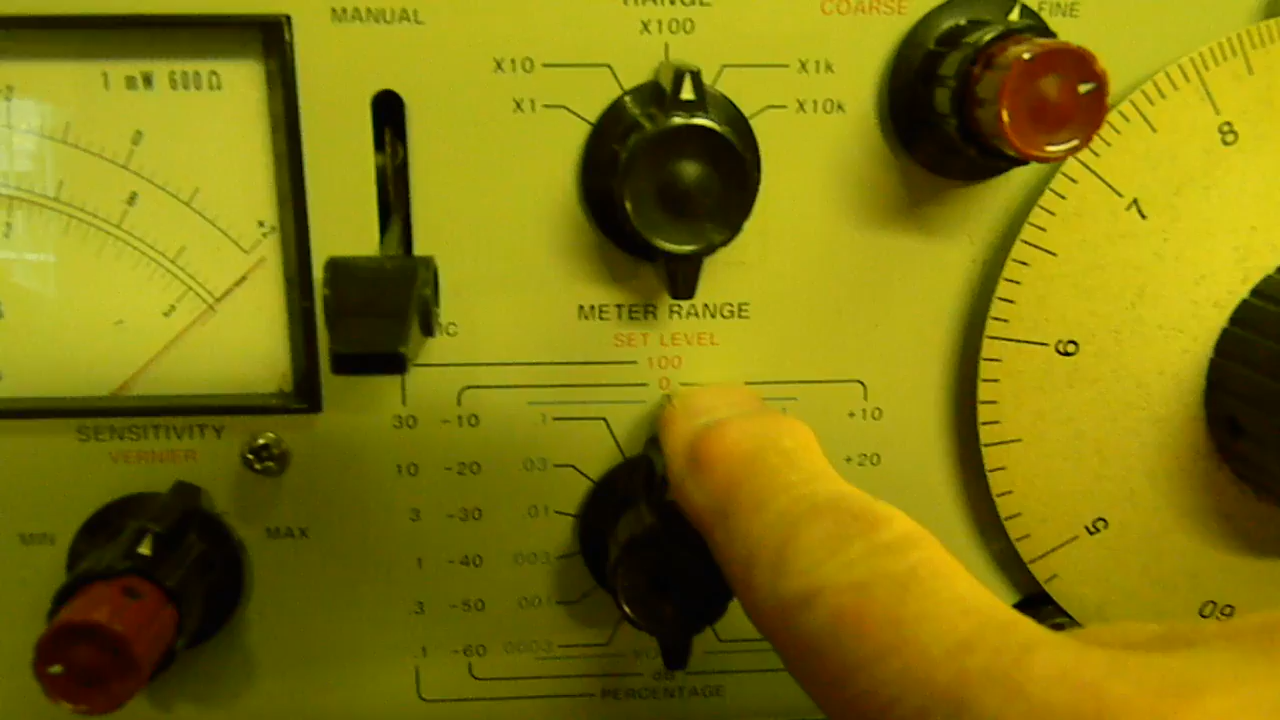 MANUAL
RANGE
X100
COARSE
FINE
1 mW 600Ω
X10
X1k
X1
X10k
0
8
+2
8
7
METER RANGE
SET LEVEL
100
0
6
30 -10 .1 +10
SENSITIVITY
VERNIER
10 -20 .03 +20
MIN
MAX
3 -30 .01
5
1 -40 .003
.3 -50 .001
.1 -60 .0003
dB
PERCENTAGE